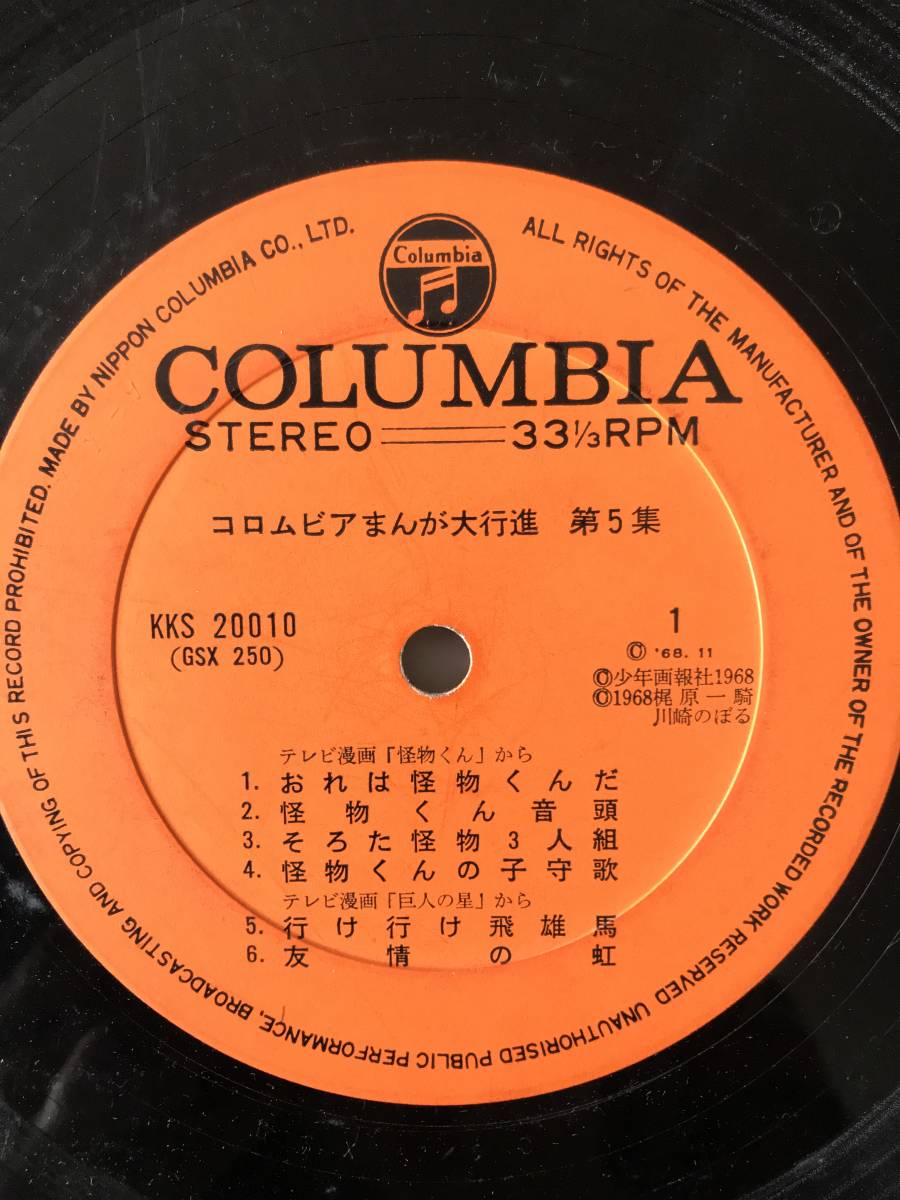 Columbia
COLUMBIA
STEREO 33⅓RPM
コロムビアまんが大行進 第5集
KKS 20010
(GSX 250)
1
Ⓒ '68. 11
Ⓒ少年画報社1968
Ⓒ1968梶原一騎
川崎のぼる
テレビ漫画『怪物くん』から
1. おれは怪物くんだ
2. 怪物くん音頭
3. そろた怪物3人組
4. 怪物くんの子守歌
テレビ漫画『巨人の星』から
5. 行け行け飛雄馬
6. 友情の虹
ALL RIGHTS OF THE MANUFACTURER AND OF THE OWNER OF THE RECORDED WORK RESERVED UNAUTHORISED PUBLIC PERFORMANCE, BROADCASTING AND COPYING OF THIS RECORD PROHIBITED. MADE BY NIPPON COLUMBIA CO., LTD.